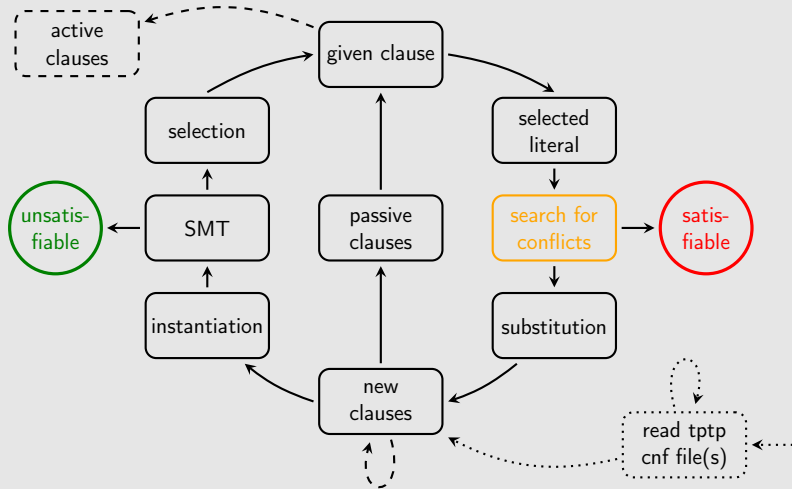 active
clauses
given clause
selection
selected
literal
unsatis-
fiable
SMT
passive
clauses
search for
conflicts
satis-
fiable
instantiation
substitution
new
clauses
read tptp
cnf file(s)